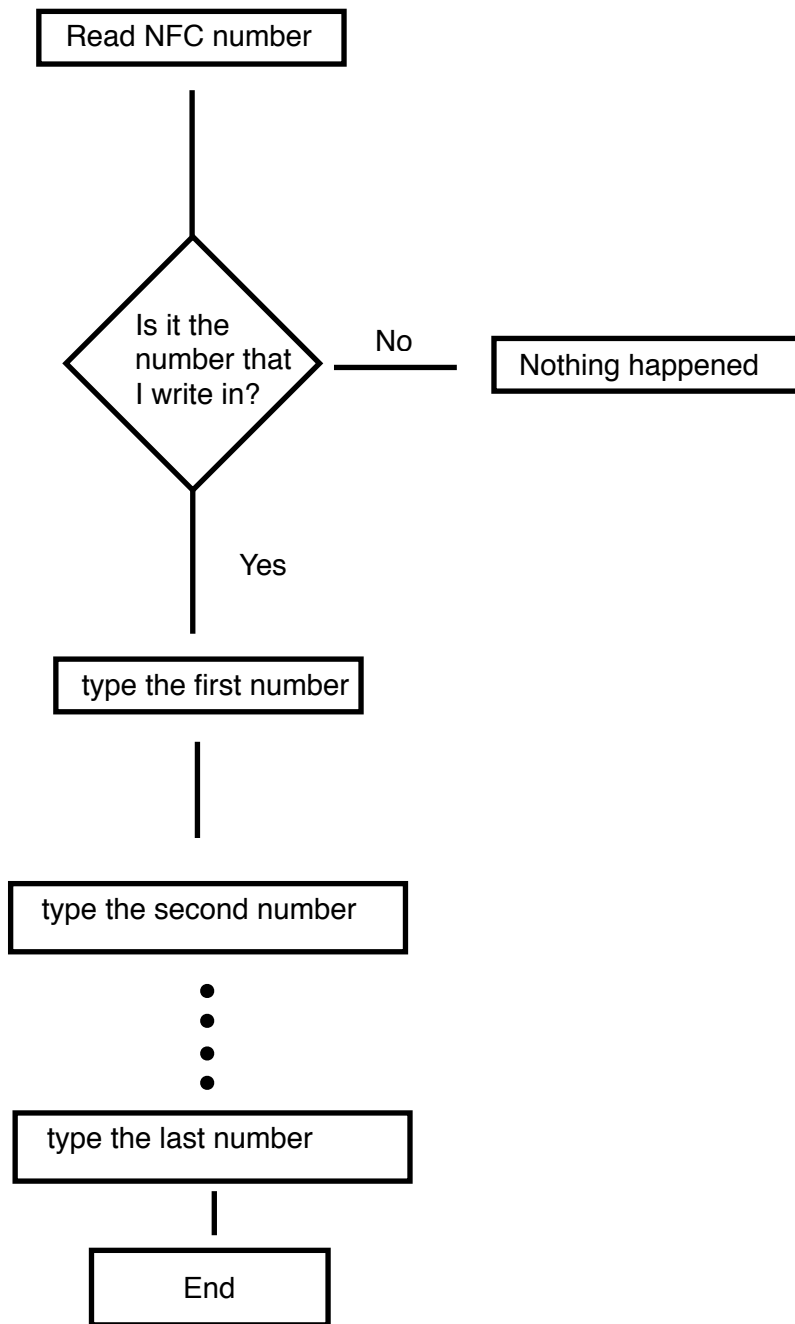 Read NFC number
Is it the
number that
I write in?
No
Nothing happened
Yes
type the first number
type the second number
type the last number
End